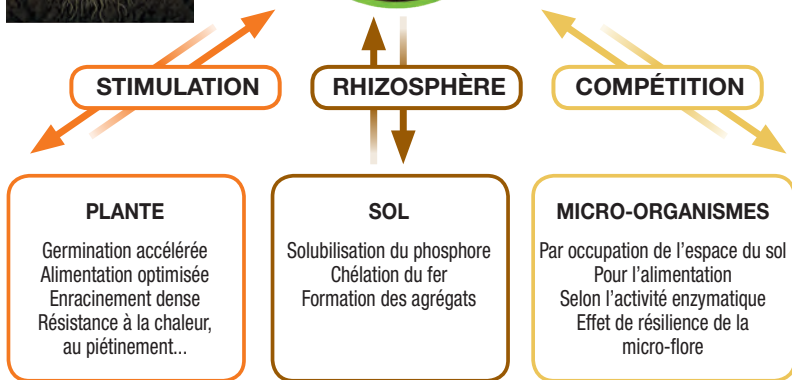 STIMULATION
RHIZOSPHÈRE
COMPÉTITION
PLANTE
Germination accélérée
Alimentation optimisée
Enracinement dense
Résistance à la chaleur,
au piétinement...
SOL
Solubilisation du phosphore
Chélation du fer
Formation des agrégats
MICRO-ORGANISMES
Par occupation de l’espace du sol
Pour l’alimentation
Selon l’activité enzymatique
Effet de résilience de la
micro-flore